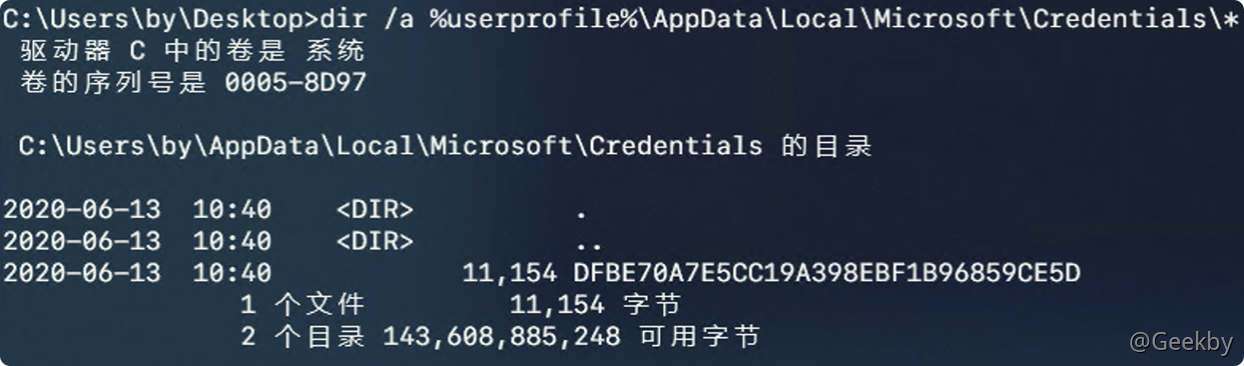 C:\Users\by\Desktop>dir /a %userprofile%\AppData\Local\Microsoft\Credentials\*
驱动器 C 中的卷是 系统
卷的序列号是 0005-8D97
C:\Users\by\AppData\Local\Microsoft\Credentials 的目录
2020-06-13  10:40    <DIR>          .
2020-06-13  10:40    <DIR>          ..
2020-06-13  10:40            11,154 DFBE70A7E5CC19A398EBF1B96859CE5D
1 个文件         11,154 字节
2 个目录 143,608,885,248 可用字节
@Geekby